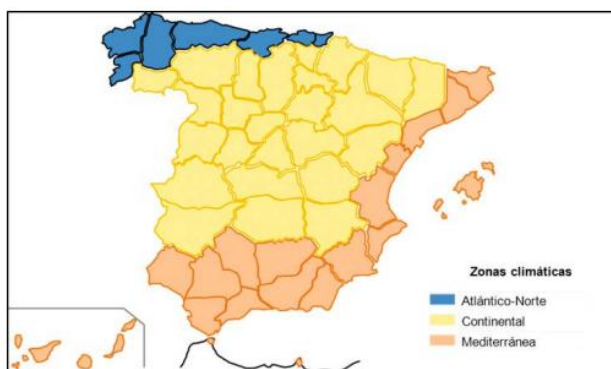 Zonas climáticas
Atlántico-Norte
Continental
Mediterránea